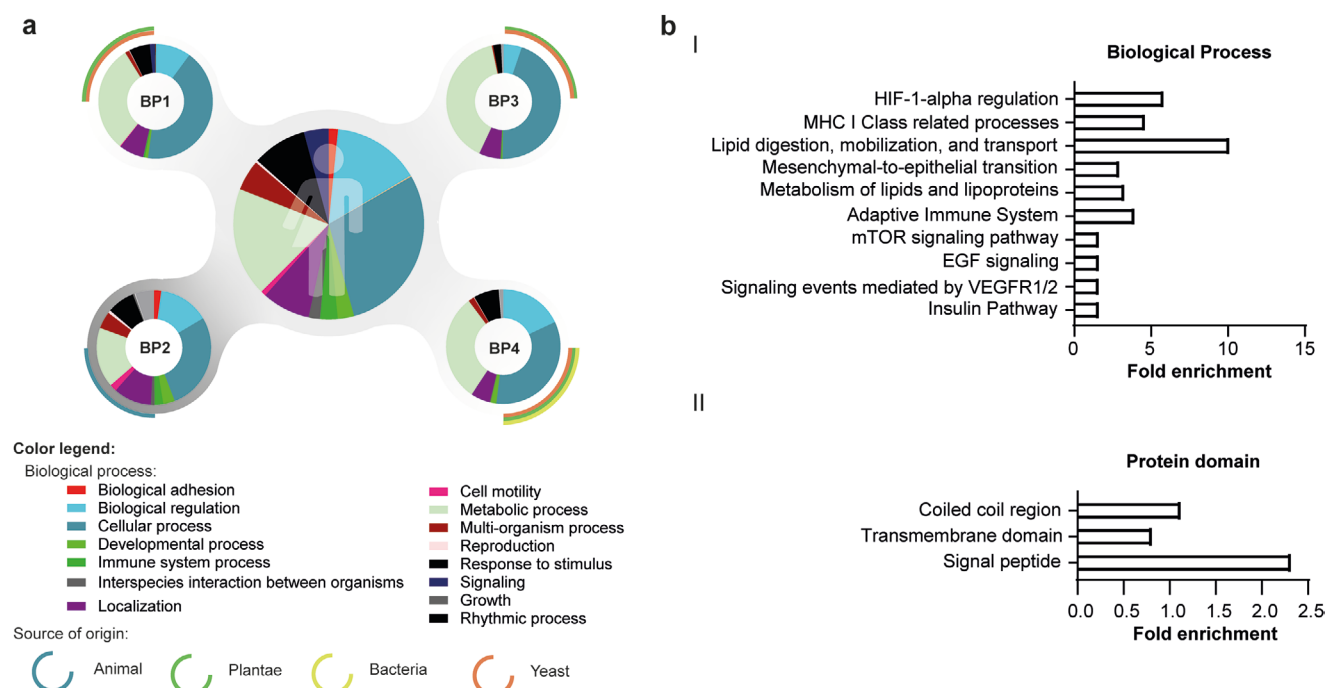 a
BP1
BP3
BP2
BP4
Color legend:
Biological process:
Biological adhesion
Biological regulation
Cellular process
Developmental process
Immune system process
Interspecies interaction between organisms
Localization
Cell motility
Metabolic process
Multi-organism process
Reproduction
Response to stimulus
Signaling
Growth
Rhythmic process
Source of origin:
Animal
Plantae
Bacteria
Yeast
b
I
Biological Process
HIF-1-alpha regulation
MHC I Class related processes
Lipid digestion, mobilization, and transport
Mesenchymal-to-epithelial transition
Metabolism of lipids and lipoproteins
Adaptive Immune System
mTOR signaling pathway
EGF signaling
Signaling events mediated by VEGFR1/2
Insulin Pathway
0 5 10 15
Fold enrichment
II
Protein domain
Coiled coil region
Transmembrane domain
Signal peptide
0.0 0.5 1.0 1.5 2.0 2.5
Fold enrichment